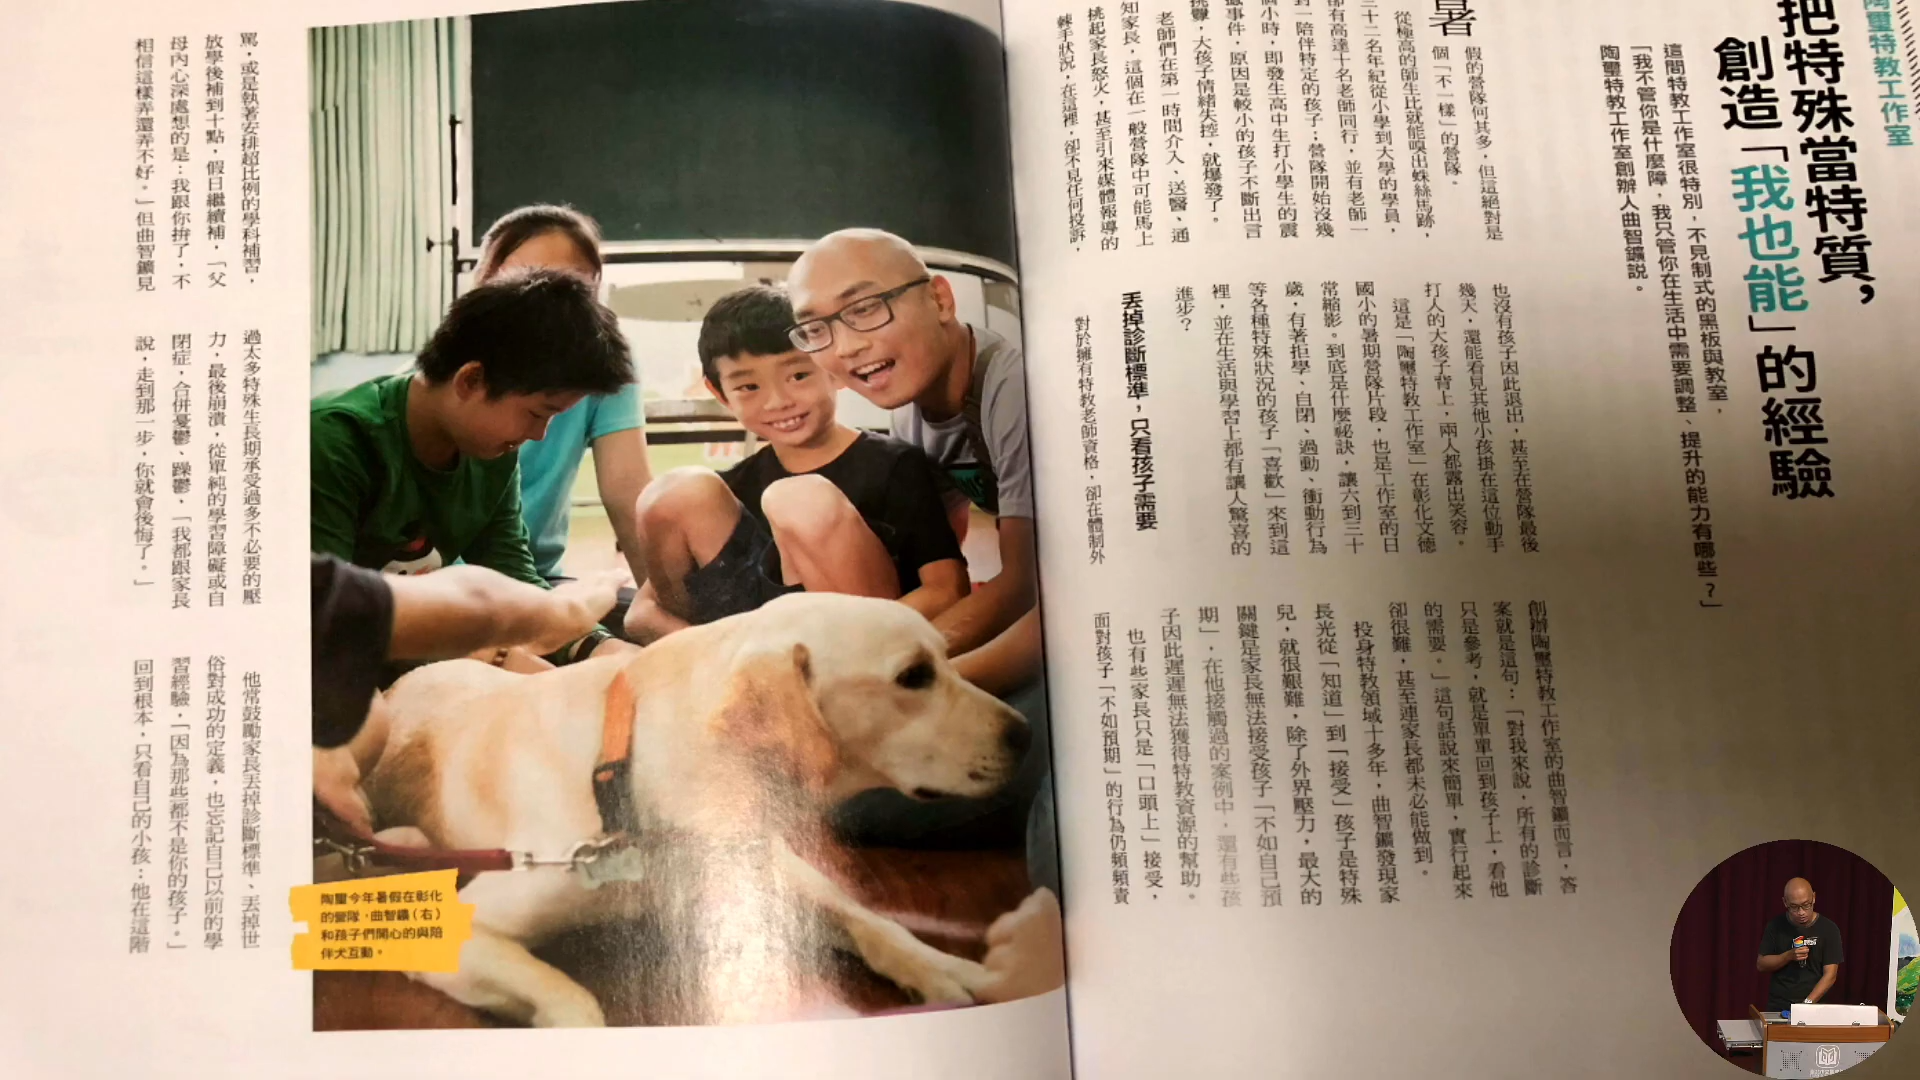 陶璽特教工作室
把特殊當特質，
創造「我也能」的經驗
這間特教工作室很特別，不見制式的黑板與教室，
「我不管你是什麼障，我只管你在生活中需要調整、提升的能力有哪些？」
陶璽特教工作室創辦人曲智鑛說。
假的營隊何其多，但這絕對是
個「不一樣」的營隊。
從極高的師生比就能嗅出蛛絲馬跡，
三十二名年紀從小學到大學的學員，
卻有高達十名老師同行，並有老師一
對一陪伴特定的孩子；營隊開始沒幾
個小時，即發生高中生打小學生的震
撼事件，原因是較小的孩子不斷出言
挑釁，大孩子情緒失控，就爆發了。
老師們在第一時間介入、送醫、通
知家長，這個在一般營隊中可能馬上
挑起家長怒火，甚至引來媒體報導的
棘手狀況，在這裡，卻不見任何投訴，
也沒有孩子因此退出，甚至在營隊最後
幾天，還能看見其他小孩掛在這位動手
打人的大孩子背上，兩人都露出笑容。
這是「陶璽特教工作室」在彰化文德
國小的暑期營隊片段，也是工作室的日
常縮影。到底是什麼祕訣，讓六到三十
歲，有著拒學、自閉、過動、衝動行為
等各種特殊狀況的孩子「喜歡」來到這
裡，並在生活與學習上都有讓人驚喜的
進步？
丟掉診斷標準，只看孩子需要
對於擁有特教老師資格，卻在體制外
創辦陶璽特教工作室的曲智鑛而言，答
案就是這句：「對我來說，所有的診斷
只是參考，就是單單回到孩子上，看他
的需要。」這句話說來簡單，實行起來
卻很難，甚至連家長都未必能做到。
投身特教領域十多年，曲智鑛發現家
長光從「知道」到「接受」孩子是特殊
兒，就很艱難，除了外界壓力，最大的
關鍵是家長無法接受孩子「不如自己預
期」，在他接觸過的案例中，還有些孩
子因此遲遲無法獲得特教資源的幫助。
也有些家長只是「口頭上」接受，
面對孩子「不如預期」的行為仍頻頻責
罵，或是執著安排超比例的學科補習，
放學後補到十點，假日繼續補，「父
母內心深處想的是：我跟你拚了，不
相信這樣弄還弄不好。」但曲智鑛見
過太多特殊生長期承受過多不必要的壓
力，最後崩潰，從單純的學習障礙或自
閉症，合併憂鬱、躁鬱，「我都跟家長
說，走到那一步，你就會後悔了。」
他常鼓勵家長丟掉診斷標準、丟掉世
俗對成功的定義，也忘記自己以前的學
習經驗，「因為那些都不是你的孩子。」
回到根本，只看自己的小孩：他在這階
陶璽今年暑假在彰化
的營隊，曲智鑛（右）
和孩子們開心的與陪
伴犬互動。